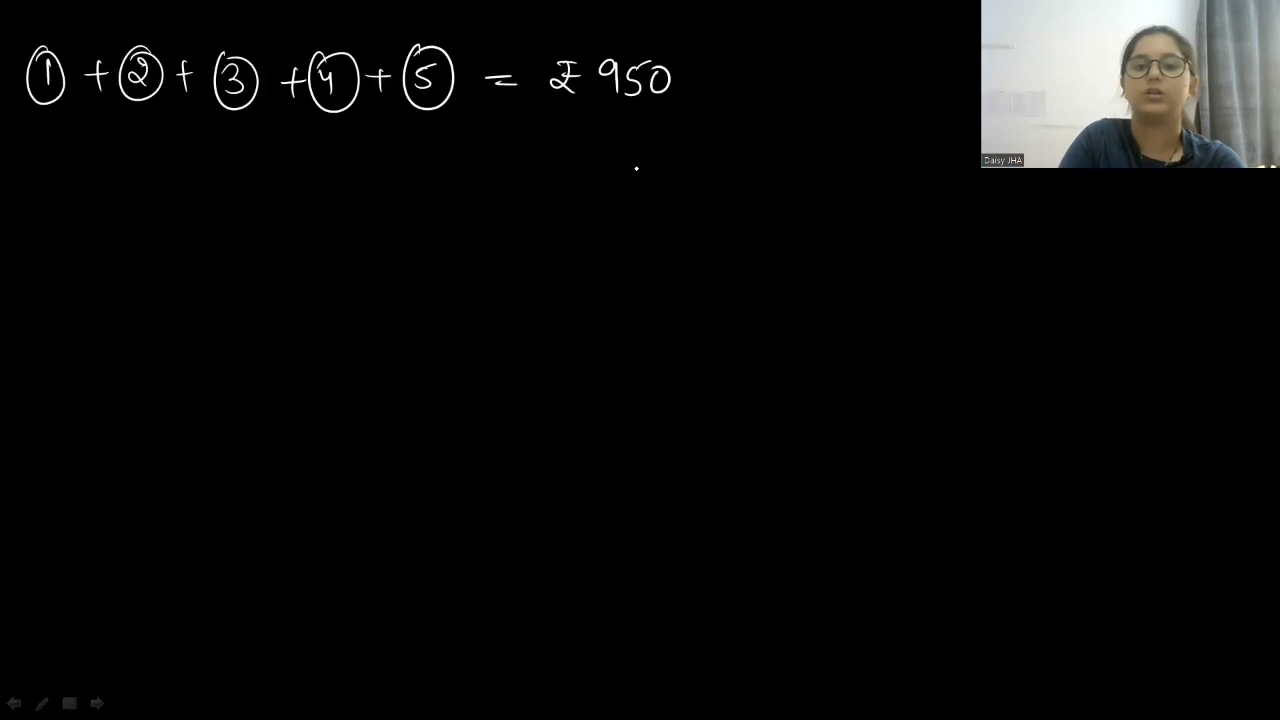 ① + ② + ③ + ④ + ⑤ = ₹ 950
Daisy JHA